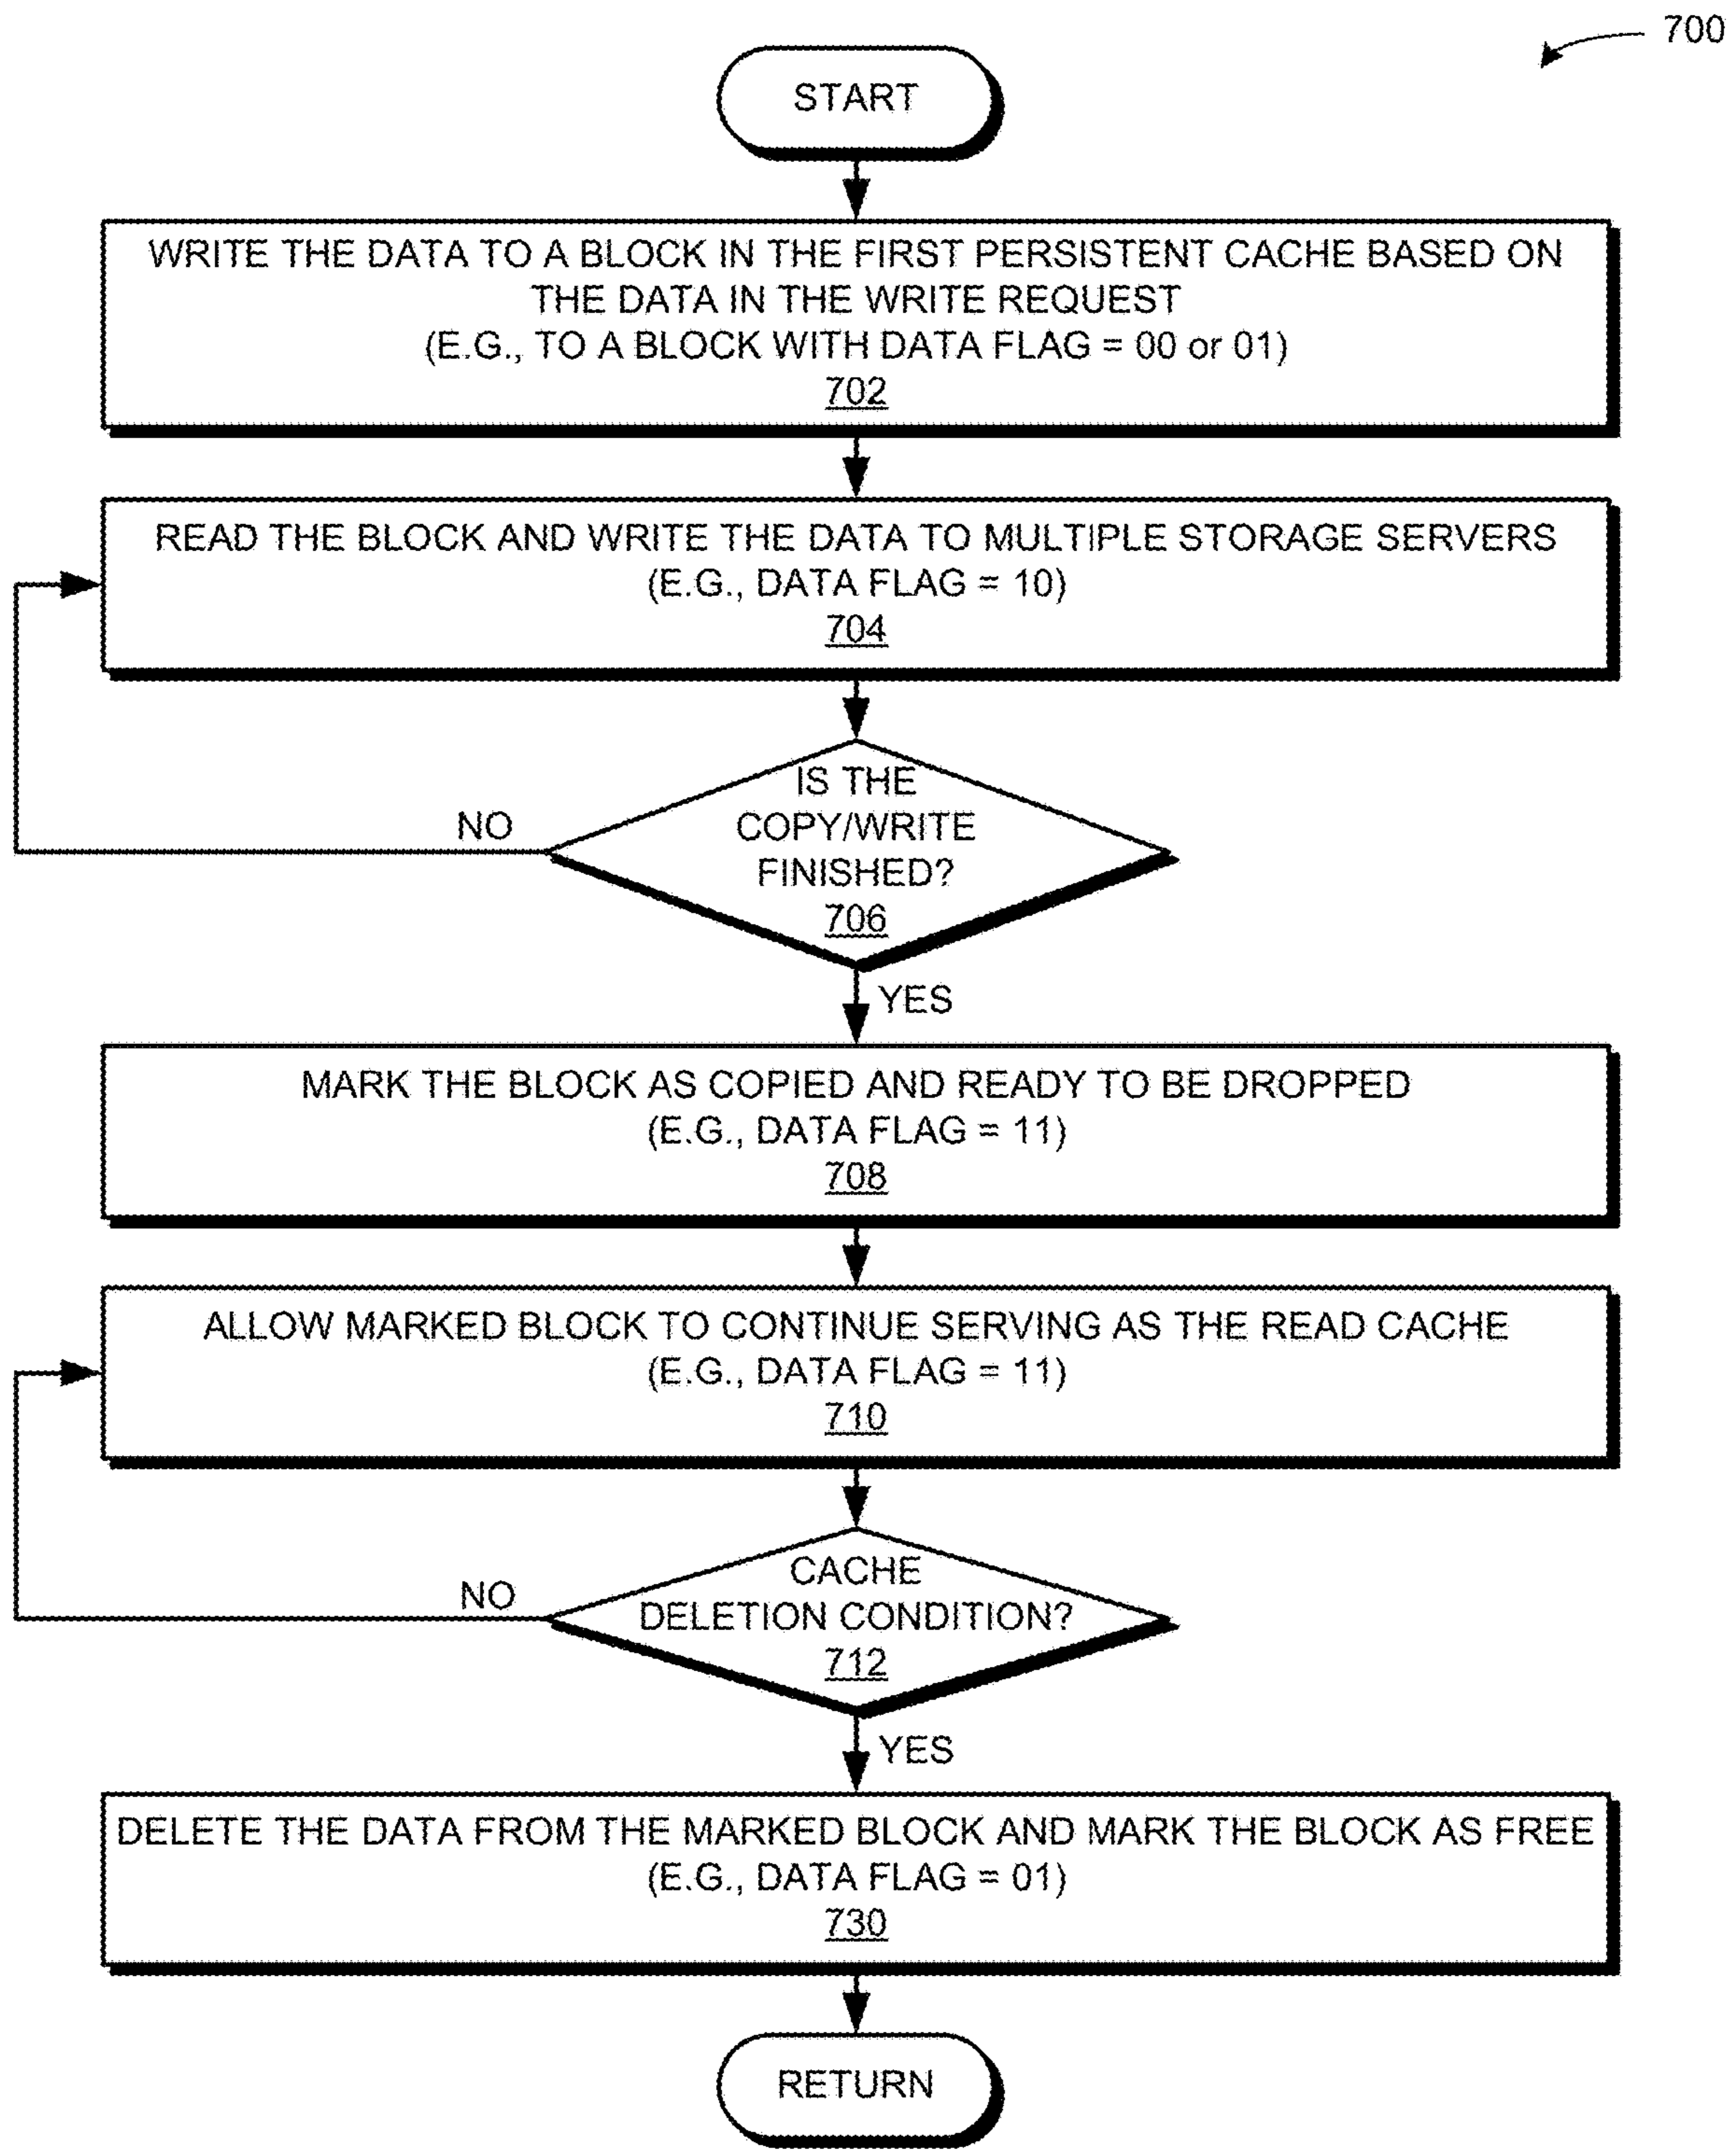 700
START
WRITE THE DATA TO A BLOCK IN THE FIRST PERSISTENT CACHE BASED ON
THE DATA IN THE WRITE REQUEST
(E.G., TO A BLOCK WITH DATA FLAG = 00 or 01)
702
READ THE BLOCK AND WRITE THE DATA TO MULTIPLE STORAGE SERVERS
(E.G., DATA FLAG = 10)
704
IS THE
COPY/WRITE
FINISHED?
706
NO
YES
MARK THE BLOCK AS COPIED AND READY TO BE DROPPED
(E.G., DATA FLAG = 11)
708
ALLOW MARKED BLOCK TO CONTINUE SERVING AS THE READ CACHE
(E.G., DATA FLAG = 11)
710
CACHE
DELETION CONDITION?
712
NO
YES
DELETE THE DATA FROM THE MARKED BLOCK AND MARK THE BLOCK AS FREE
(E.G., DATA FLAG = 01)
730
RETURN